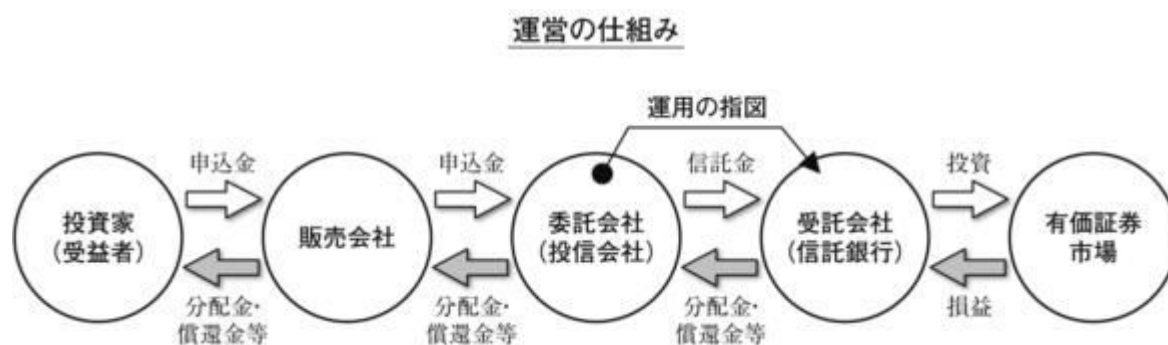 運営の仕組み
運用の指図
申込金
申込金
信託金
投資
投資家
(受益者)
販売会社
委託会社
(投信会社)
受託会社
(信託銀行)
有価証券
市場
分配金・
償還金等
分配金・
償還金等
分配金・
償還金等
損益